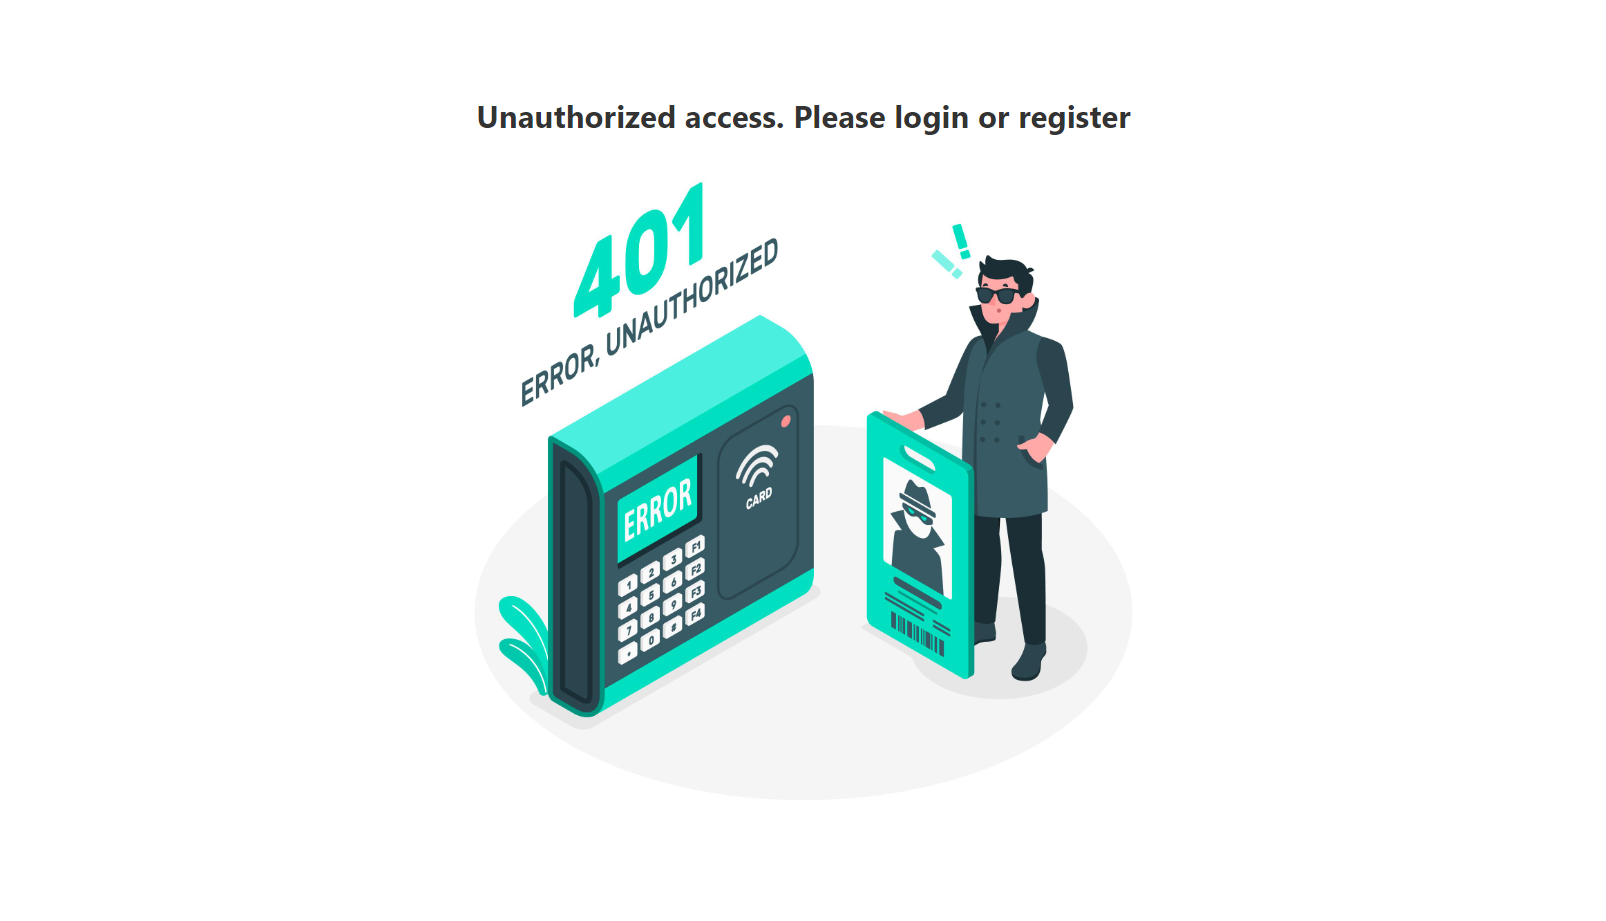 Unauthorized access. Please login or register
401
ERROR, UNAUTHORIZED
ERROR
CARD
1 2 3 F1
4 5 6 F2
7 8 9 F3
* 0 # F4